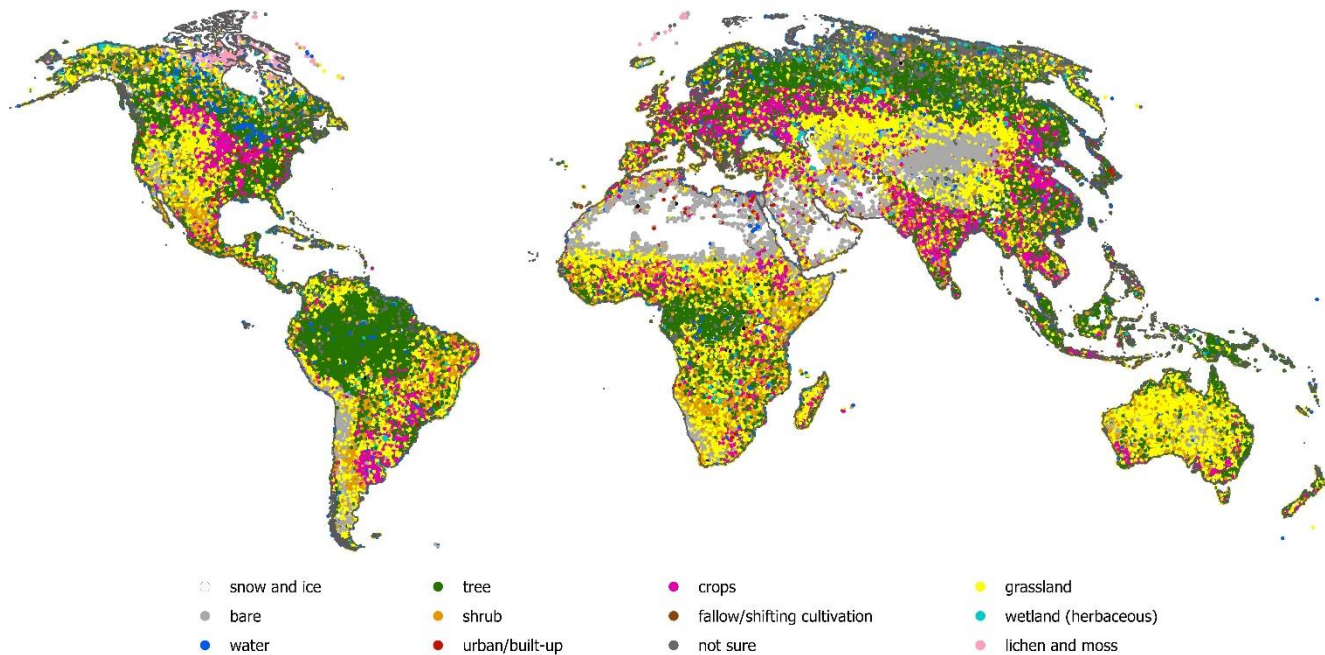 snow and ice tree crops grassland
bare shrub fallow/shifting cultivation wetland (herbaceous)
water urban/built-up not sure lichen and moss